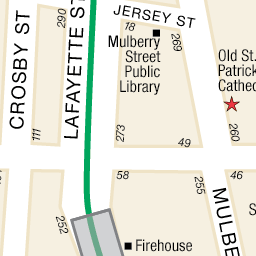 JERSEY ST
290
18
269
Mulberry
Street
Public
Library
Old St.
Patrick
Cathed
CROSBY ST
LAFAYETTE ST
111
273
49
260
58
255
46
252
MULBE
Firehouse